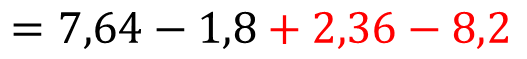 = 7,64 − 1,8 + 2,36 − 8,2